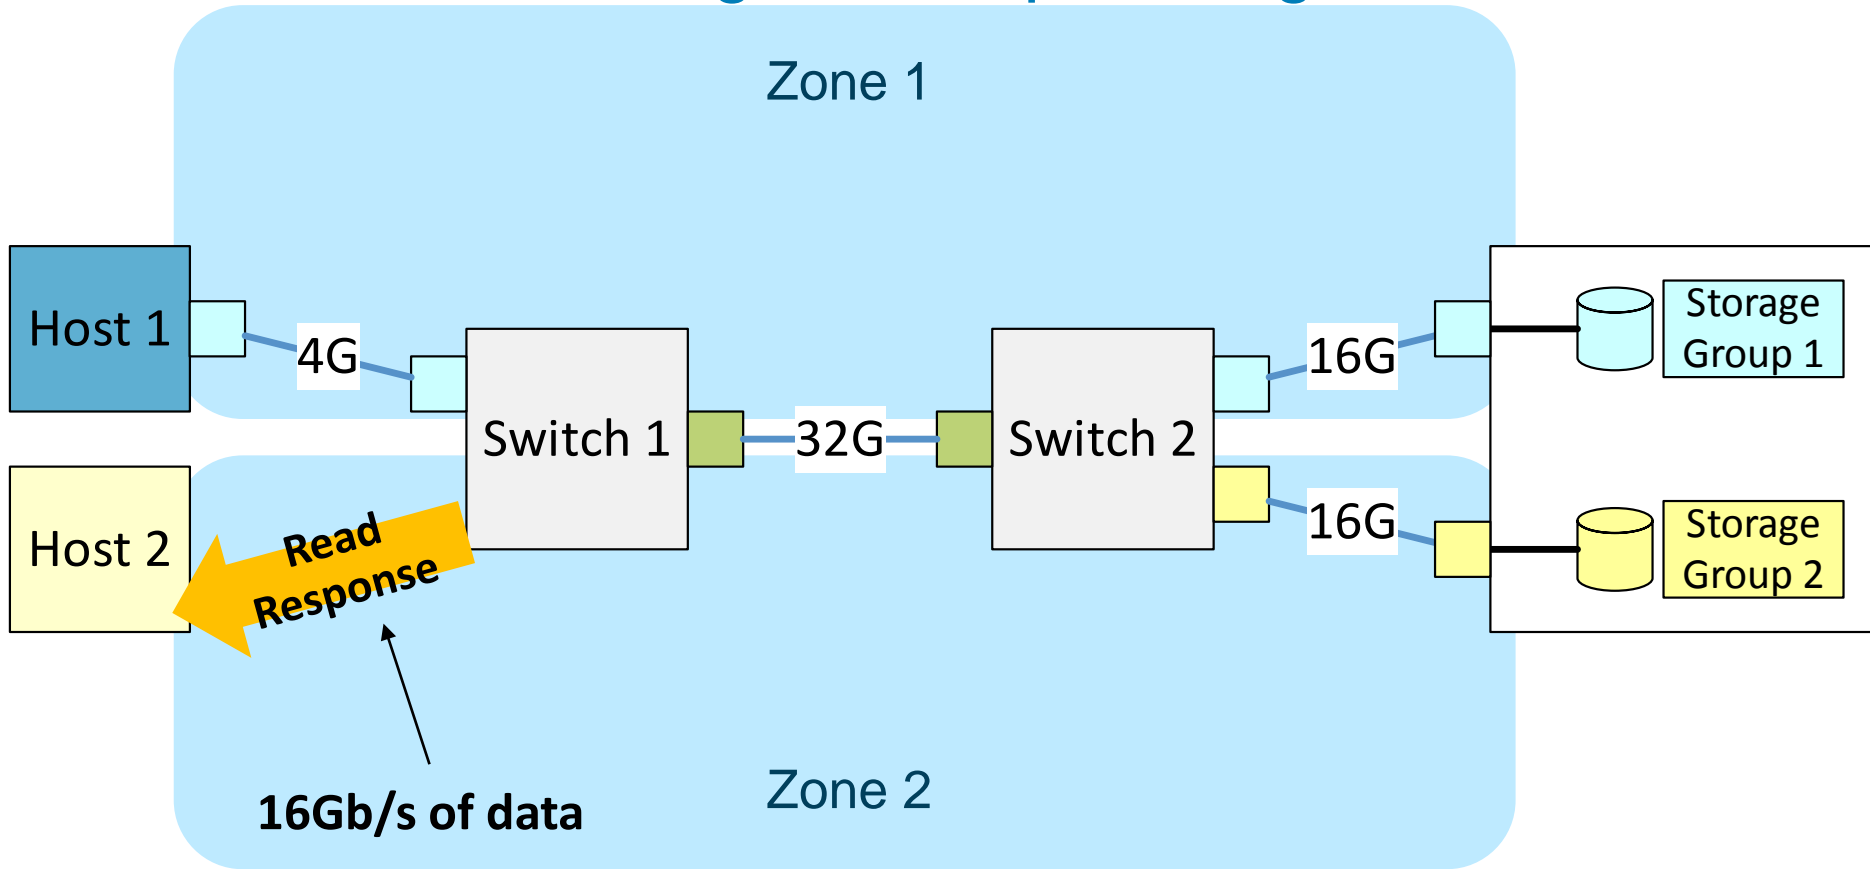 Zone 1
Host 1
4G
Switch 1
32G
Switch 2
16G
Storage
Group 1
Host 2
Read
Response
16G
Storage
Group 2
16Gb/s of data
Zone 2